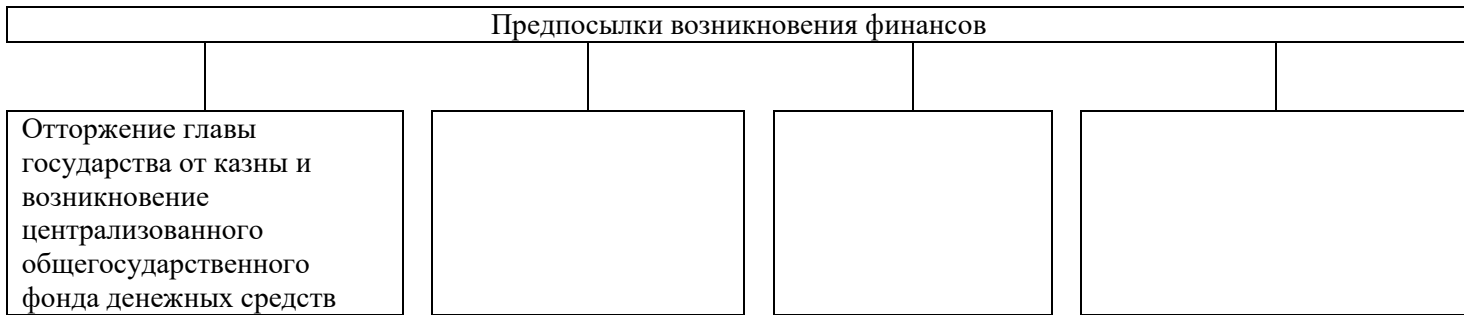 Предпосылки возникновения финансов
Отторжение главы
государства от казны и
возникновение
централизованного
общегосударственного
фонда денежных средств